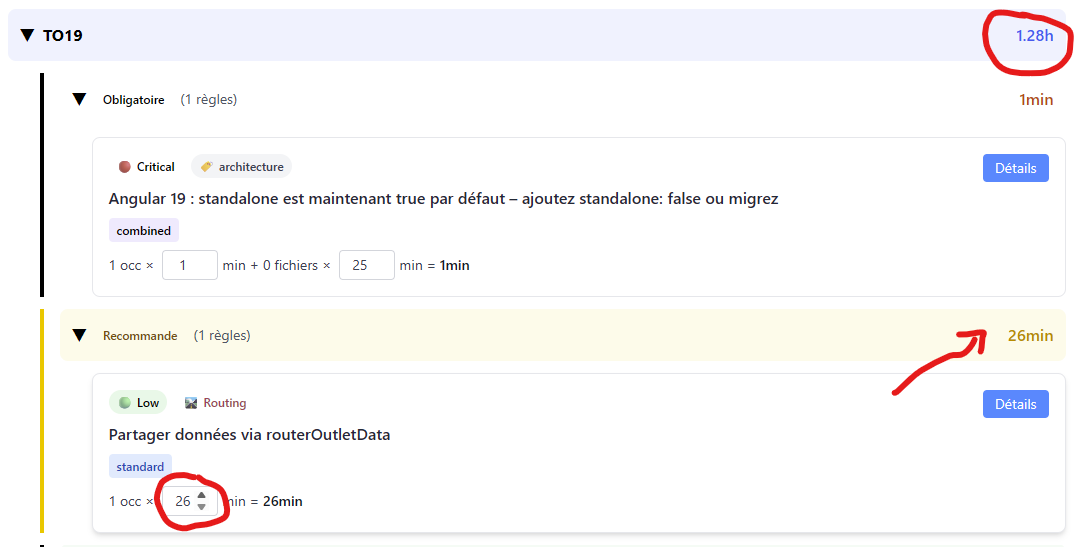 ▼ TO19 1.28h
▼ Obligatoire (1 règles) 1min
Critical architecture Détails
Angular 19 : standalone est maintenant true par défaut – ajoutez standalone: false ou migrez
combined
1 occ × 1 min + 0 fichiers × 25 min = 1min
▼ Recommande (1 règles) 26min
Low Routing Détails
Partager données via routerOutletData
standard
1 occ × 26 min = 26min